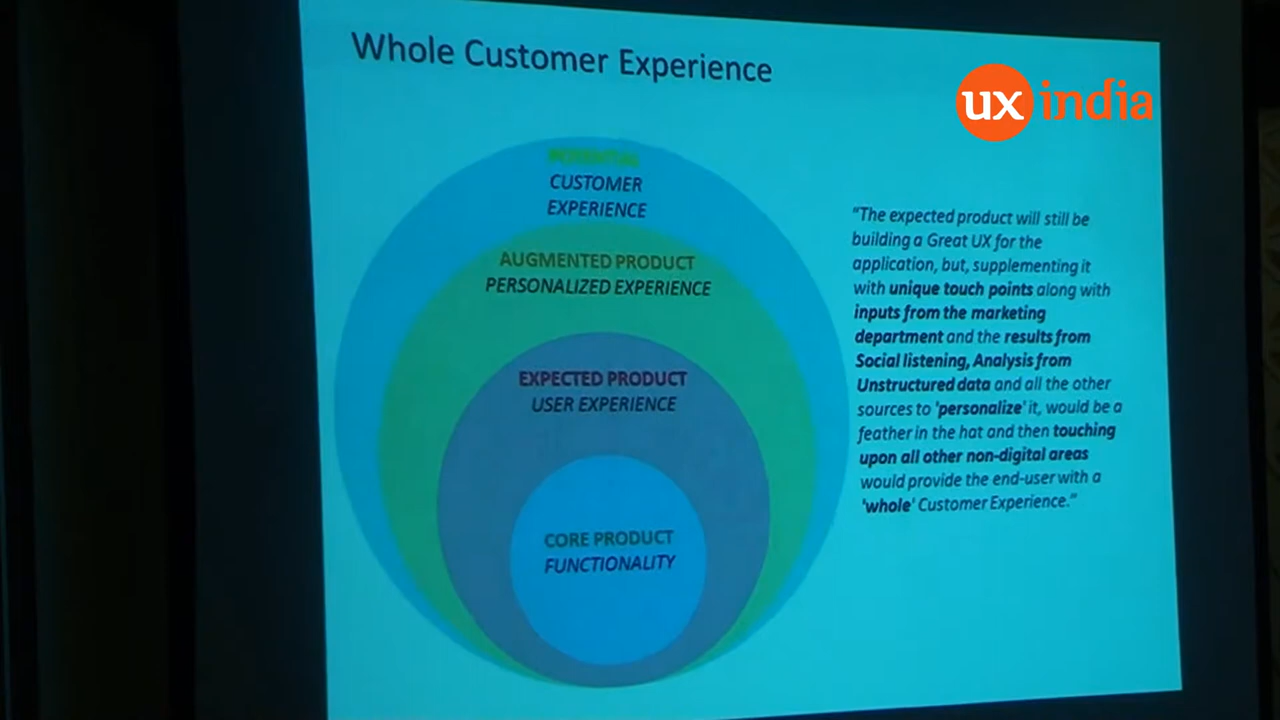 Whole Customer Experience
ux india
CUSTOMER
EXPERIENCE
AUGMENTED PRODUCT
PERSONALIZED EXPERIENCE
EXPECTED PRODUCT
USER EXPERIENCE
CORE PRODUCT
FUNCTIONALITY
"The expected product will still be
building a Great UX for the
application, but, supplementing it
with unique touch points along with
inputs from the marketing
department and the results from
Social listening, Analysis from
Unstructured data and all the other
sources to 'personalize' it, would be a
feather in the hat and then touching
upon all other non-digital areas
would provide the end-user with a
'whole' Customer Experience."